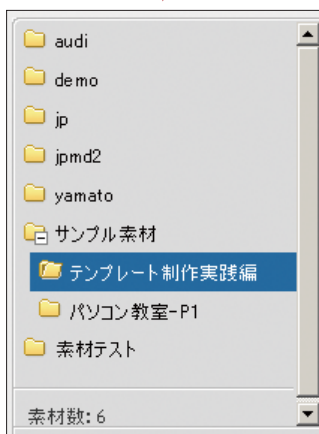 audi
demo
jp
jpmd2
yamato
サンプル素材
テンプレート制作実践編
パソコン教室-P1
素材テスト
素材数: 6